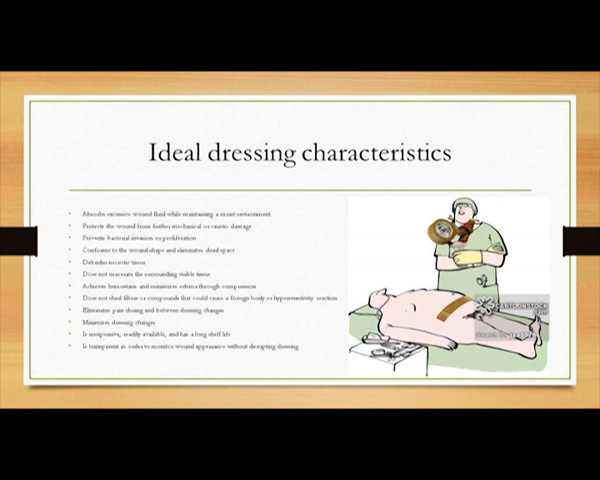 Ideal dressing characteristics
• Absorbs excessive wound fluid while maintaining a moist environment
• Protects the wound from further mechanical or caustic damage
• Prevents bacterial invasion or proliferation
• Conforms to the wound shape and eliminates dead space
• Debrides necrotic tissue
• Does not macerate the surrounding viable tissue
• Achieves hemostasis and minimizes edema through compression
• Does not shed fibers or compounds that could cause a foreign body or hypersensitivity reaction
• Eliminates pain during and between dressing changes
• Minimizes dressing changes
• Is inexpensive, readily available, and has a long shelf life
• Is transparent in order to monitor wound appearance without disrupting dressing
CARTOONSTOCK
.com